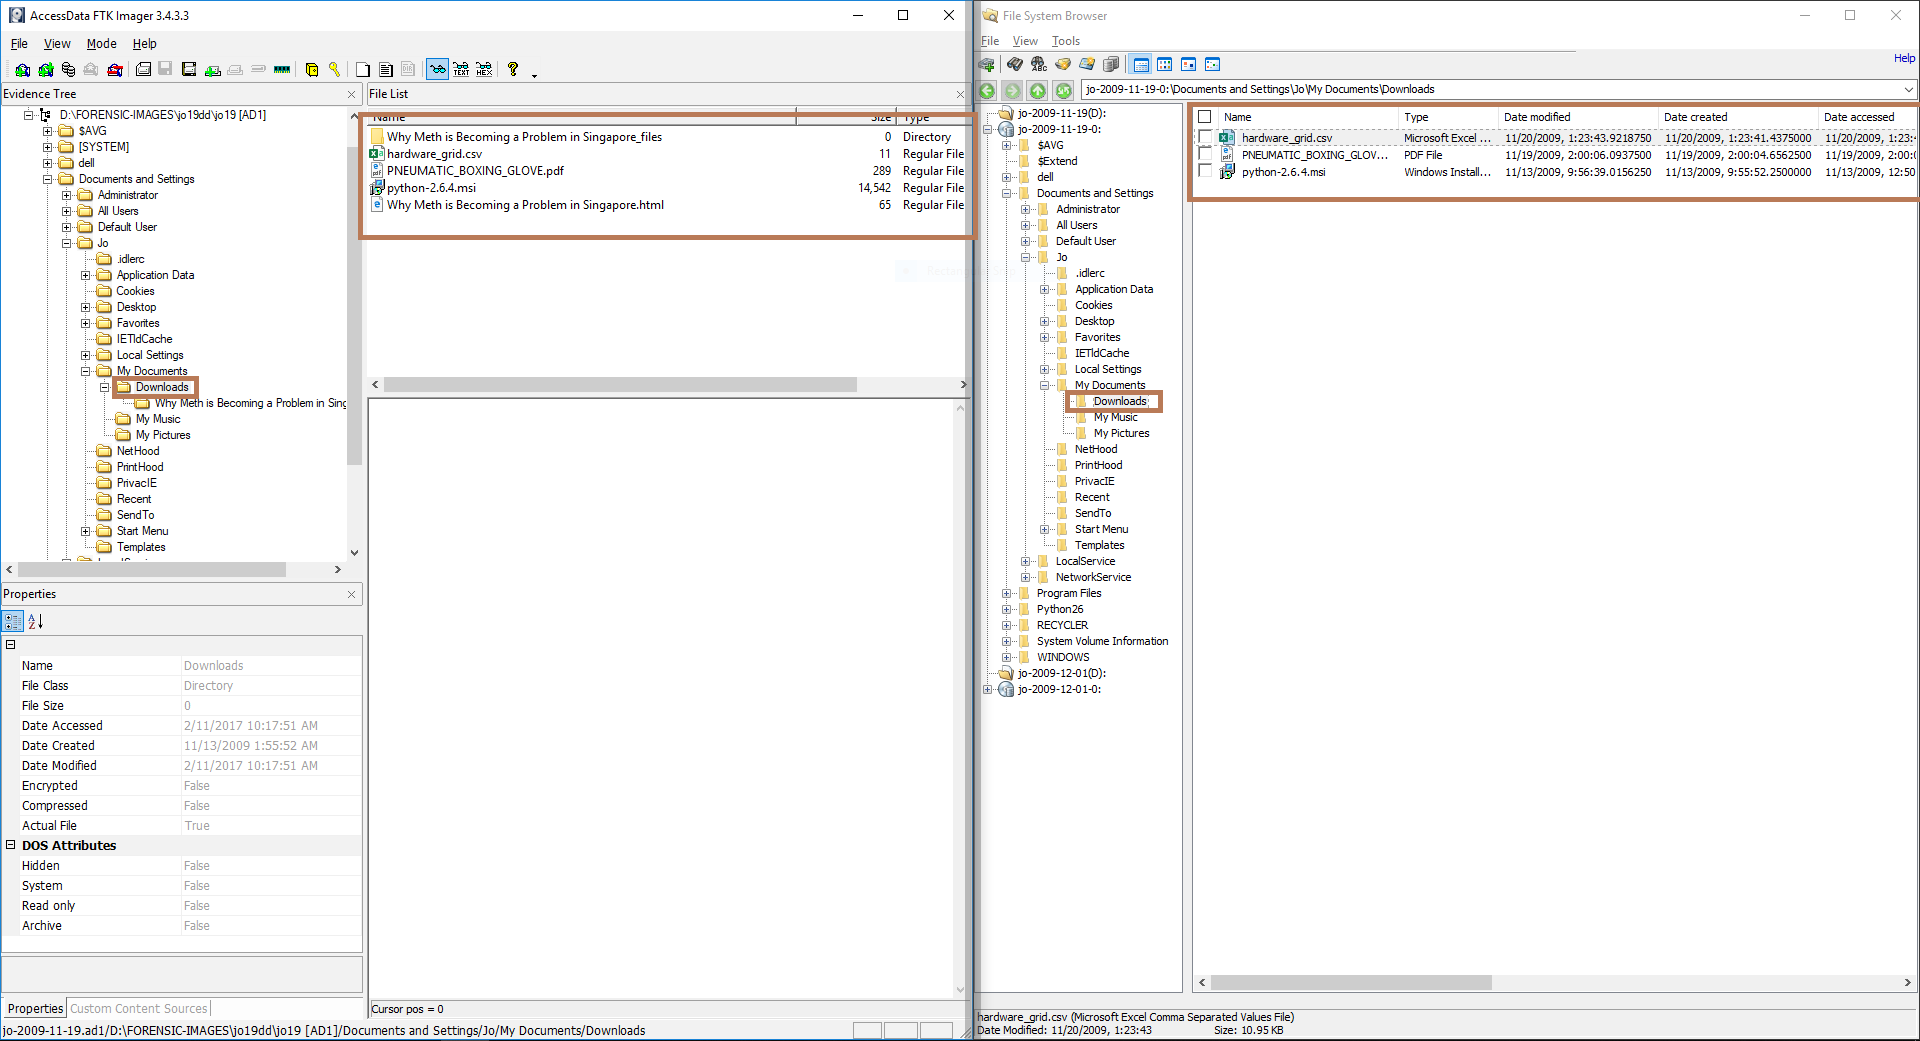 AccessData FTK Imager 3.4.3.3
File View Mode Help
Evidence Tree
D:\FORENSIC-IMAGES\jo19dd\jo19 [AD1]
$AVG
[SYSTEM]
dell
Documents and Settings
Administrator
All Users
Default User
Jo
.idlerc
Application Data
Cookies
Desktop
Favorites
IETldCache
Local Settings
My Documents
Downloads
Why Meth is Becoming a Problem in Sing
My Music
My Pictures
NetHood
PrintHood
PrivacIE
Recent
SendTo
Start Menu
Templates
File List
Name Size Type
Why Meth is Becoming a Problem in Singapore_files 0 Directory
hardware_grid.csv 11 Regular File
PNEUMATIC_BOXING_GLOVE.pdf 289 Regular File
python-2.6.4.msi 14,542 Regular File
Why Meth is Becoming a Problem in Singapore.html 65 Regular File
Properties
Name Downloads
File Class Directory
File Size 0
Date Accessed 2/11/2017 10:17:51 AM
Date Created 11/13/2009 1:55:52 AM
Date Modified 2/11/2017 10:17:51 AM
Encrypted False
Compressed False
Actual File True
DOS Attributes
Hidden False
System False
Read only False
Archive False
Properties Custom Content Sources
Cursor pos = 0
jo-2009-11-19.ad1/D:\FORENSIC-IMAGES\jo19dd\jo19 [AD1]/Documents and Settings/Jo/My Documents/Downloads
File System Browser
File View Tools
Help
jo-2009-11-19-0:\Documents and Settings\Jo\My Documents\Downloads
jo-2009-11-19(D):
jo-2009-11-19-0:
$AVG
$Extend
dell
Documents and Settings
Administrator
All Users
Default User
Jo
.idlerc
Application Data
Cookies
Desktop
Favorites
IETldCache
Local Settings
My Documents
Downloads
My Music
My Pictures
NetHood
PrintHood
PrivacIE
Recent
SendTo
Start Menu
Templates
LocalService
NetworkService
Program Files
Python26
RECYCLER
System Volume Information
WINDOWS
jo-2009-12-01(D):
jo-2009-12-01-0:
Name Type Date modified Date created Date accessed
hardware_grid.csv Microsoft Excel ... 11/20/2009, 1:23:43.9218750 11/20/2009, 1:23:41.4375000 11/20/2009, 1:23:
PNEUMATIC_BOXING_GLOV... PDF File 11/19/2009, 2:00:06.0937500 11/19/2009, 2:00:04.6562500 11/19/2009, 2:00:
python-2.6.4.msi Windows Install... 11/13/2009, 9:56:39.0156250 11/13/2009, 9:55:52.2500000 11/13/2009, 12:50
hardware_grid.csv (Microsoft Excel Comma Separated Values File)
Date Modified: 11/20/2009, 1:23:43 Size: 10.95 KB